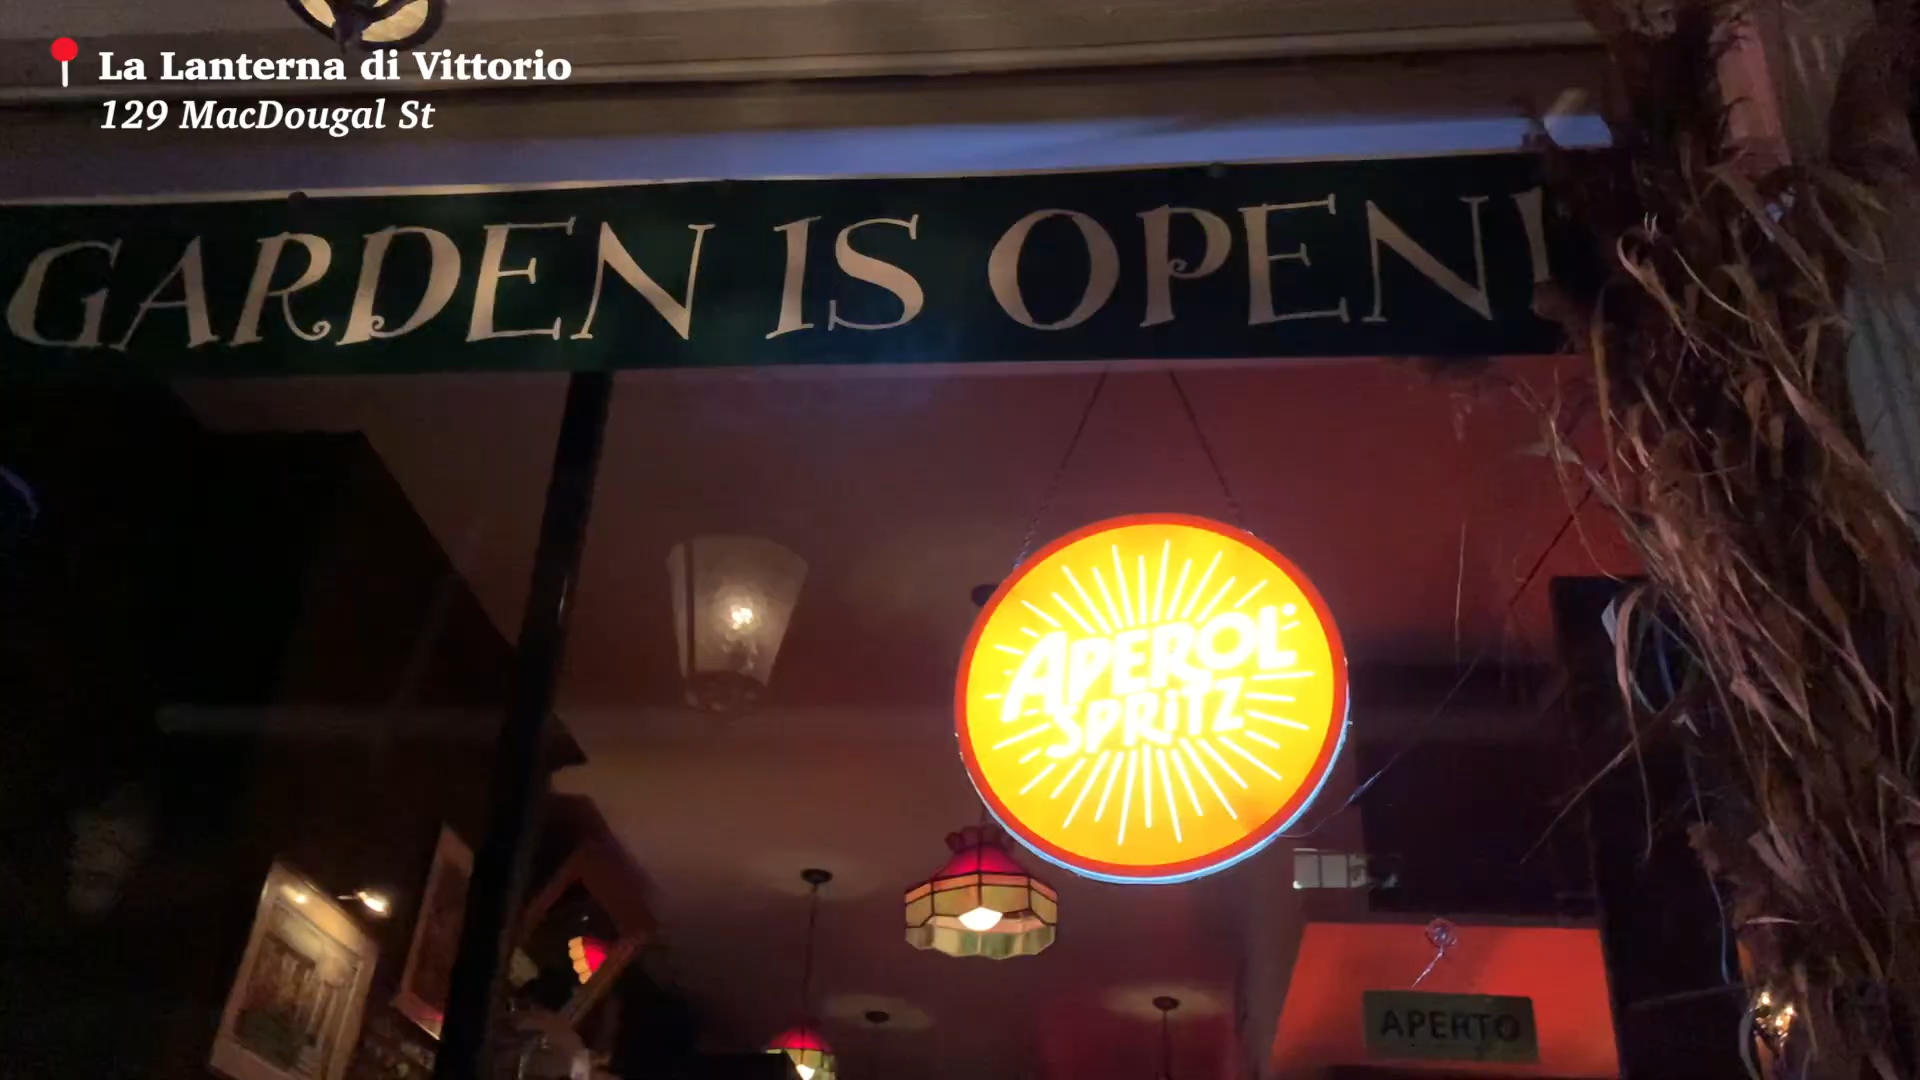 La Lanterna di Vittorio
129 MacDougal St
GARDEN IS OPEN!
APEROL
SPRITZ
APERTO